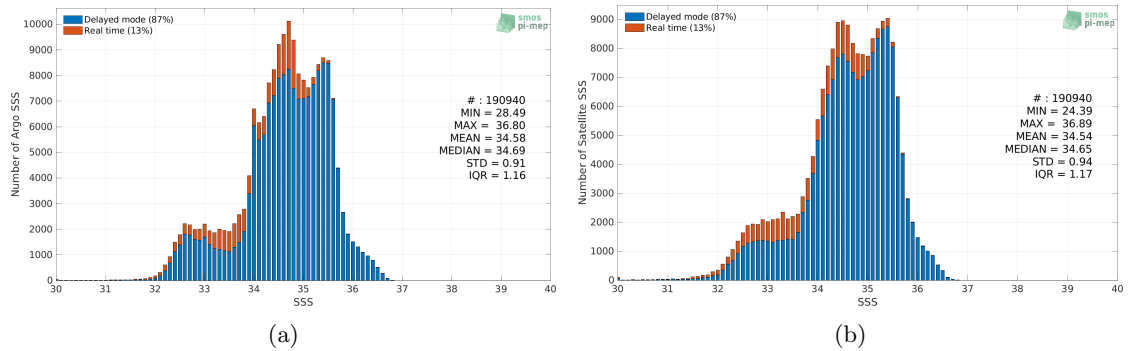 Delayed mode (87%)
Real time (13%)
smos
pi-mep
Number of Argo SSS
10000
9000
8000
7000
6000
5000
4000
3000
2000
1000
0
# : 190940
MIN = 28.49
MAX = 36.80
MEAN = 34.58
MEDIAN = 34.69
STD = 0.91
IQR = 1.16
30 31 32 33 34 35 36 37 38 39 40
SSS
(a)
Delayed mode (87%)
Real time (13%)
smos
pi-mep
Number of Satellite SSS
9000
8000
7000
6000
5000
4000
3000
2000
1000
0
# : 190940
MIN = 24.39
MAX = 36.89
MEAN = 34.54
MEDIAN = 34.65
STD = 0.94
IQR = 1.17
30 31 32 33 34 35 36 37 38 39 40
SSS
(b)